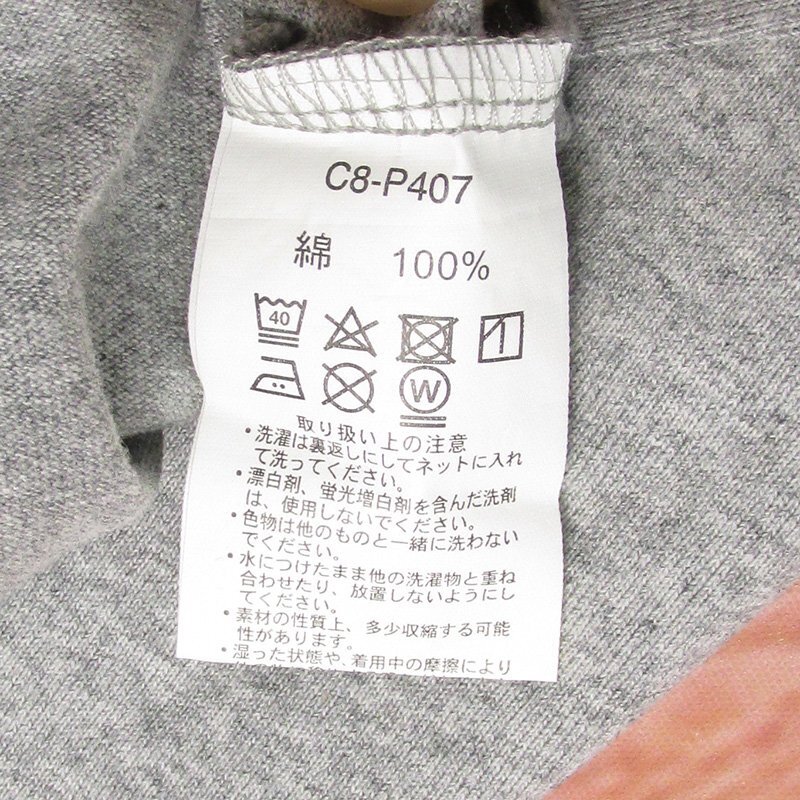 C8-P407
綿 100%
40
W
取り扱い上の注意
・洗濯は裏返しにしてネットに入れ
て洗ってください。
・漂白剤、蛍光増白剤を含んだ洗剤
は、使用しないでください。
・色物は他のものと一緒に洗わない
でください。
・水につけたまま他の洗濯物と重ね
合わせたり、放置しないようにし
てください。
・素材の性質上、多少収縮する可能
性があります。
・湿った状態や、着用中の摩擦により